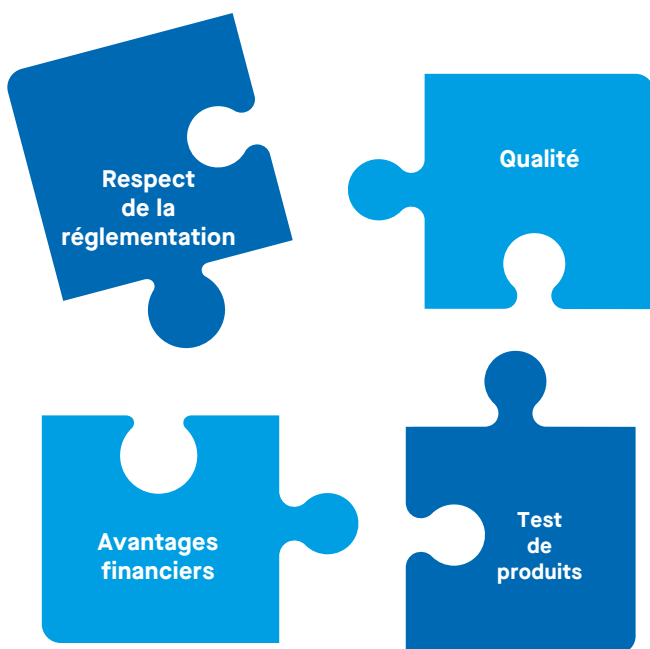 Respect
de la
réglementation
Qualité
Avantages
financiers
Test
de
produits